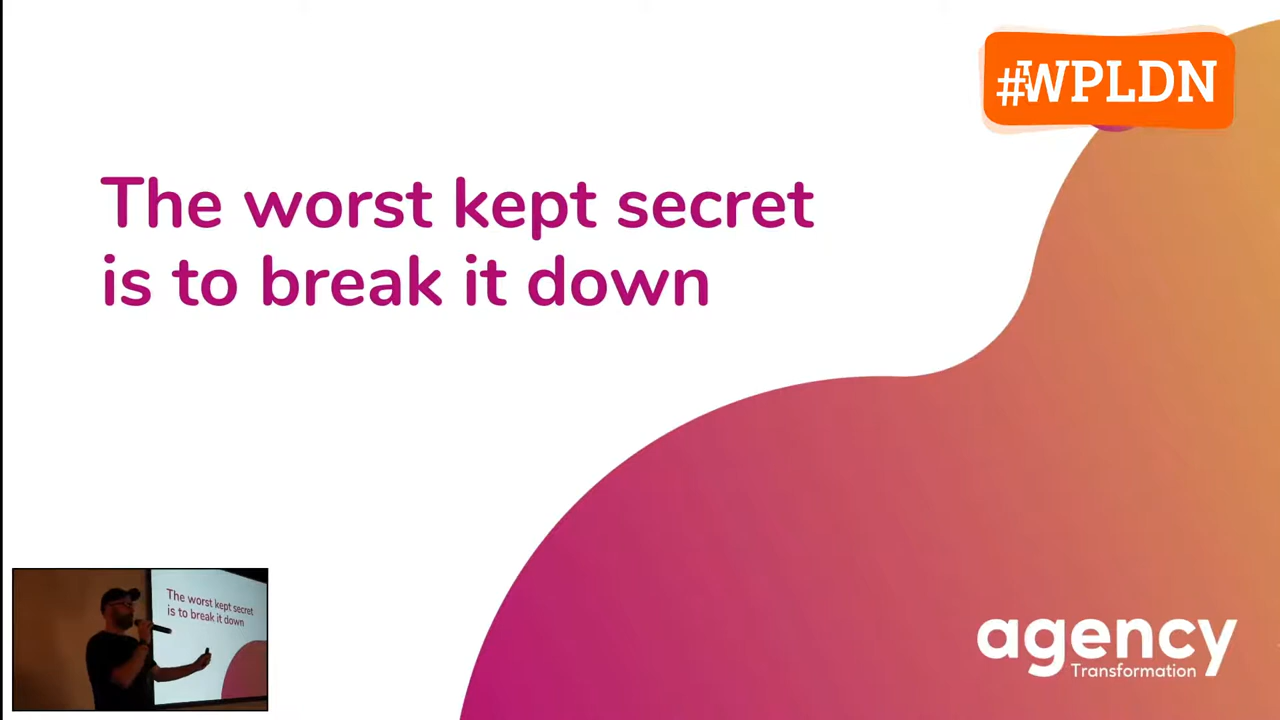 #WPLDN
The worst kept secret
is to break it down
The worst kept secret
is to break it down
agency
Transformation